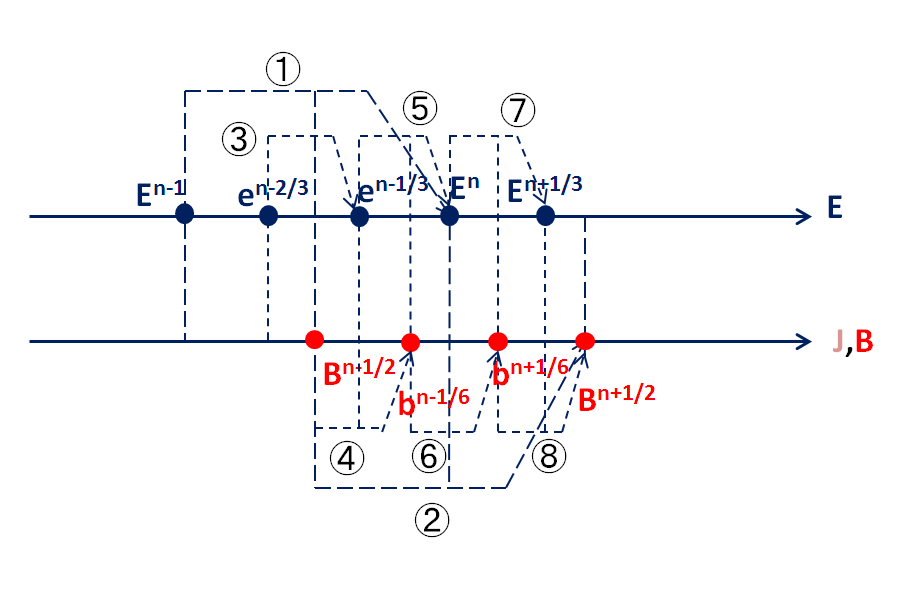 ①
⑤
⑦
③
E^n-1
e^n-2/3
e^n-1/3
E^n
E^n+1/3
E
J,B
B^n-1/2
b^n-1/6
b^n+1/6
B^n+1/2
④
⑥
⑧
②